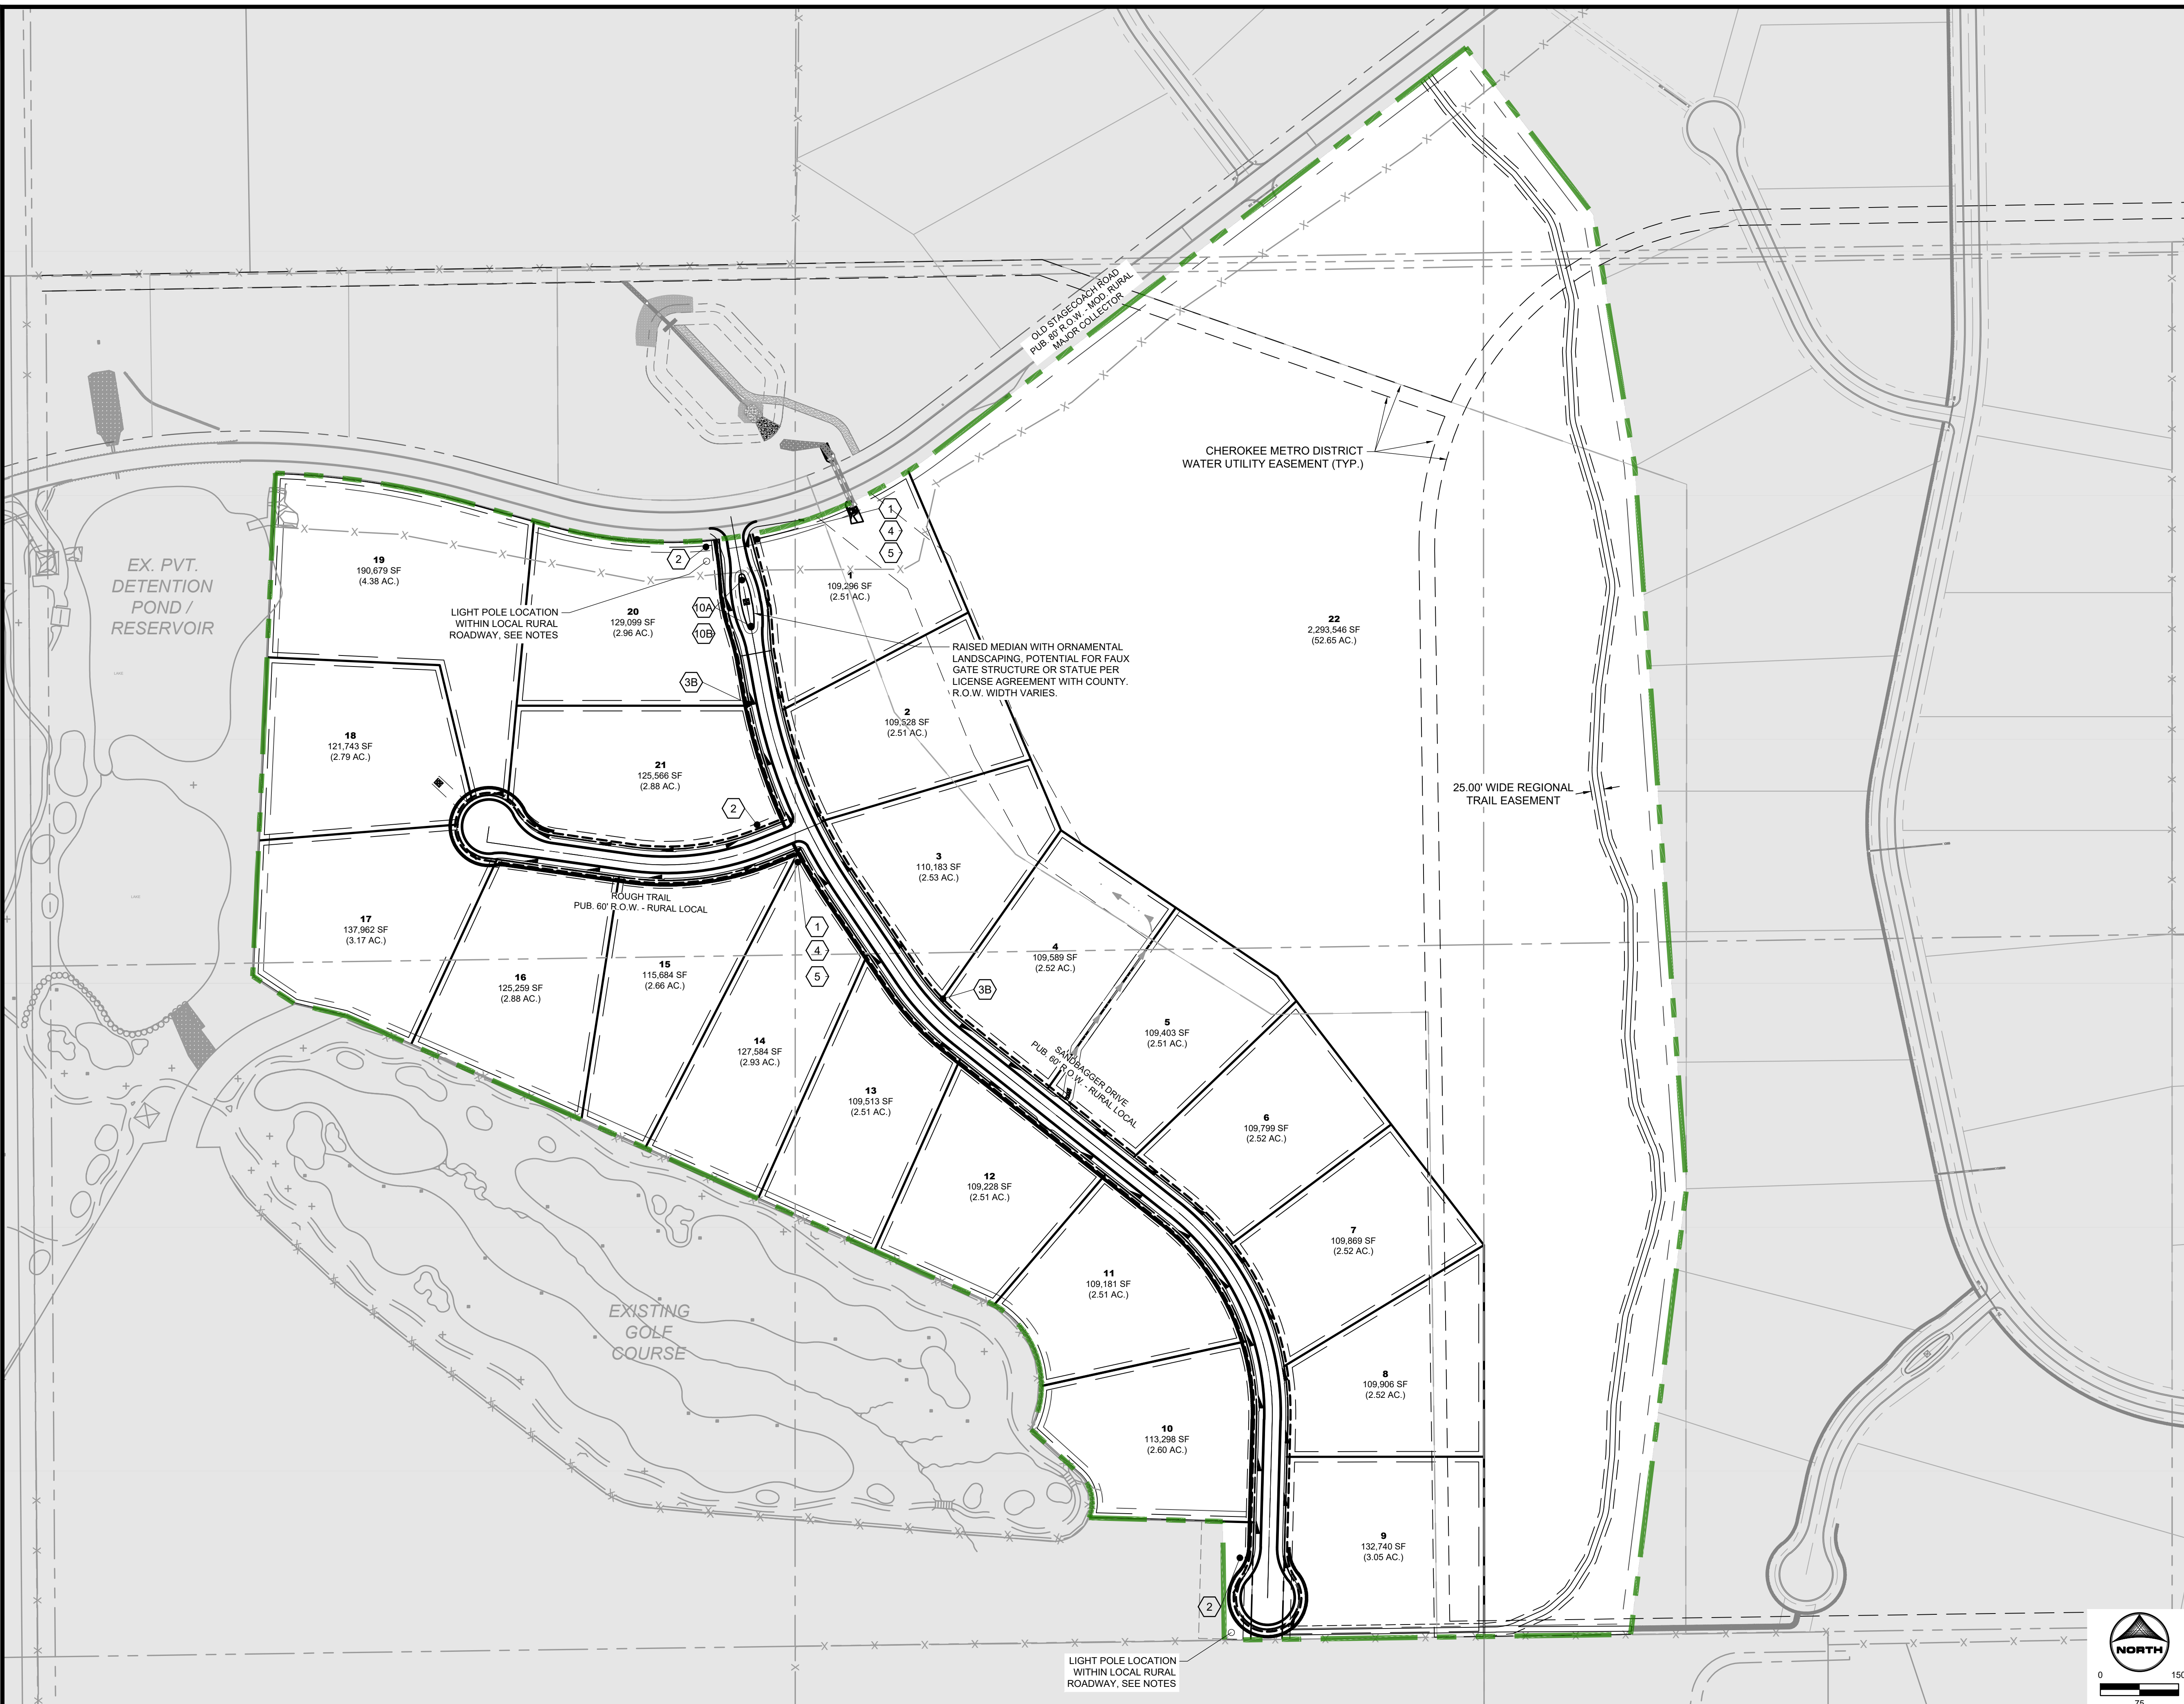 OLD STAGECOACH ROAD
PUB. 80' R.O.W. - MOD. RURAL
MAJOR COLLECTOR
CHEROKEE METRO DISTRICT
WATER UTILITY EASEMENT (TYP.)
EX. PVT.
DETENTION
POND /
RESERVOIR
19
190,679 SF
(4.38 AC.)
LIGHT POLE LOCATION
WITHIN LOCAL RURAL
ROADWAY, SEE NOTES
20
129,099 SF
(2.96 AC.)
2
10A
10B
3B
1
4
5
1
109,296 SF
(2.51 AC.)
RAISED MEDIAN WITH ORNAMENTAL
LANDSCAPING, POTENTIAL FOR FAUX
GATE STRUCTURE OR STATUE PER
LICENSE AGREEMENT WITH COUNTY.
R.O.W. WIDTH VARIES.
22
2,293,546 SF
(52.65 AC.)
2
109,528 SF
(2.51 AC.)
LAKE
18
121,743 SF
(2.79 AC.)
21
125,566 SF
(2.88 AC.)
2
25.00' WIDE REGIONAL
TRAIL EASEMENT
3
110,183 SF
(2.53 AC.)
LAKE
ROUGH TRAIL
PUB. 60' R.O.W. - RURAL LOCAL
17
137,962 SF
(3.17 AC.)
1
4
5
16
125,259 SF
(2.88 AC.)
15
115,684 SF
(2.66 AC.)
4
109,589 SF
(2.52 AC.)
3B
5
109,403 SF
(2.51 AC.)
14
127,584 SF
(2.93 AC.)
SANDBAGGER DRIVE
PUB. 60' R.O.W. - RURAL LOCAL
13
109,513 SF
(2.51 AC.)
6
109,799 SF
(2.52 AC.)
12
109,228 SF
(2.51 AC.)
7
109,869 SF
(2.52 AC.)
11
109,181 SF
(2.51 AC.)
EXISTING
GOLF
COURSE
8
109,906 SF
(2.52 AC.)
10
113,298 SF
(2.60 AC.)
9
132,740 SF
(3.05 AC.)
2
LIGHT POLE LOCATION
WITHIN LOCAL RURAL
ROADWAY, SEE NOTES
NORTH
0
75